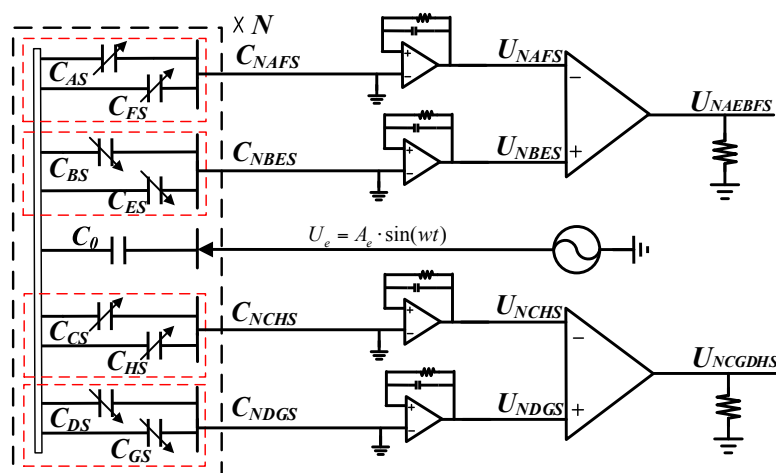 × N
C_AS
C_FS
C_NAFS
U_NAFS
+
−
−
U_NAEBFS
C_BS
C_ES
C_NBES
U_NBES
+
−
+
C_0
U_e = A_e · sin(wt)
C_CS
C_HS
C_NCHS
U_NCHS
+
−
−
U_NCGDHS
C_DS
C_GS
C_NDGS
U_NDGS
+
−
+